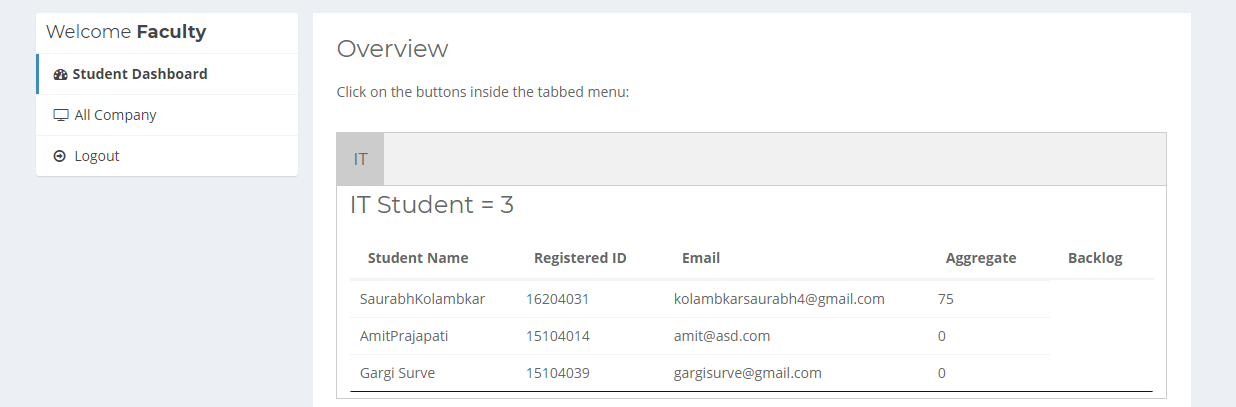 Welcome Faculty
Student Dashboard
All Company
Logout
Overview
Click on the buttons inside the tabbed menu:
IT
IT Student = 3
Student Name Registered ID Email Aggregate Backlog
SaurabhKolambkar 16204031 kolambkarsaurabh4@gmail.com 75
AmitPrajapati 15104014 amit@asd.com 0
Gargi Surve 15104039 gargisurve@gmail.com 0